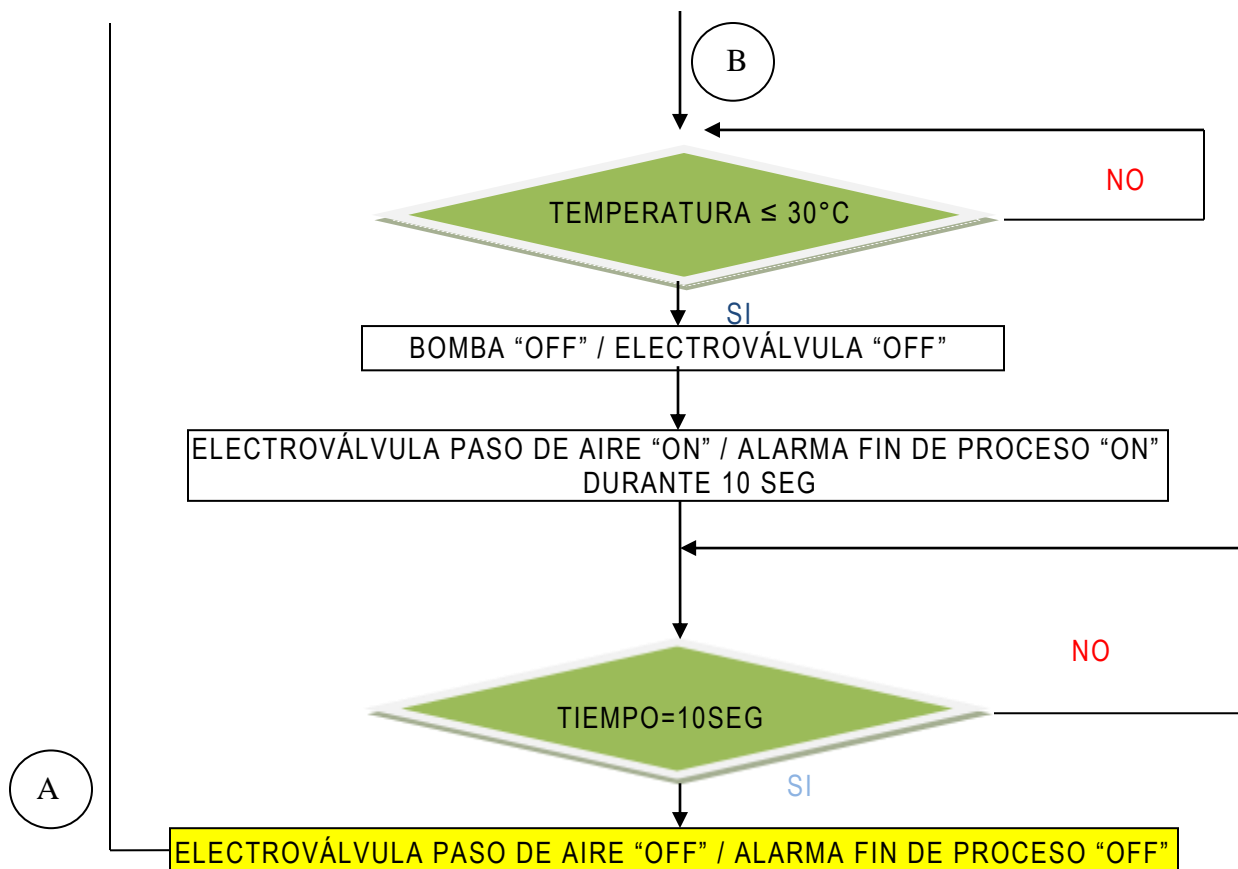 B
NO
TEMPERATURA ≤ 30°C
SI
BOMBA “OFF” / ELECTROVÁLVULA “OFF”
ELECTROVÁLVULA PASO DE AIRE “ON” / ALARMA FIN DE PROCESO “ON”
DURANTE 10 SEG
NO
TIEMPO=10SEG
SI
A
ELECTROVÁLVULA PASO DE AIRE “OFF” / ALARMA FIN DE PROCESO “OFF”